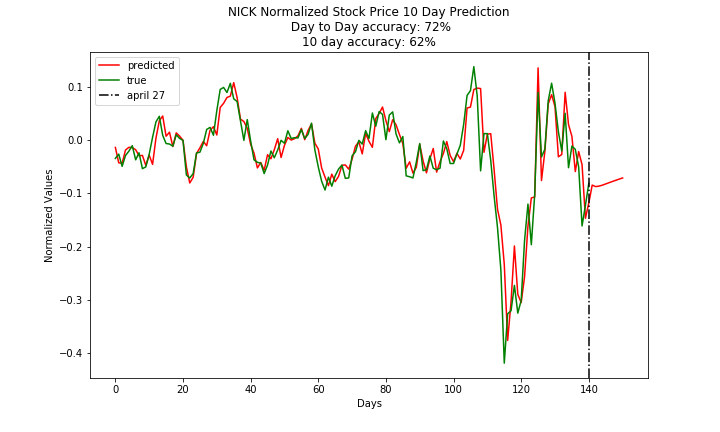 NICK Normalized Stock Price 10 Day Prediction
Day to Day accuracy: 72%
10 day accuracy: 62%
predicted
true
april 27
0.1
0.0
−0.1
−0.2
−0.3
−0.4
Normalized Values
0 20 40 60 80 100 120 140
Days